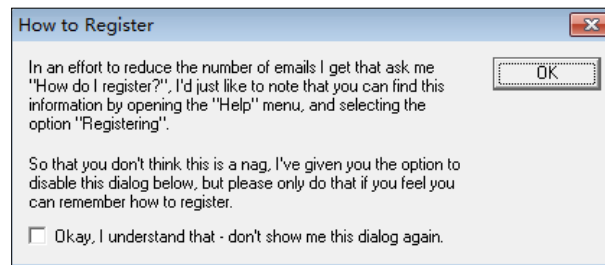 How to Register
In an effort to reduce the number of emails I get that ask me
"How do I register?", I'd just like to note that you can find this
information by opening the "Help" menu, and selecting the
option "Registering".
OK
So that you don't think this is a nag, I've given you the option to
disable this dialog below, but please only do that if you feel you
can remember how to register.
Okay, I understand that - don't show me this dialog again.